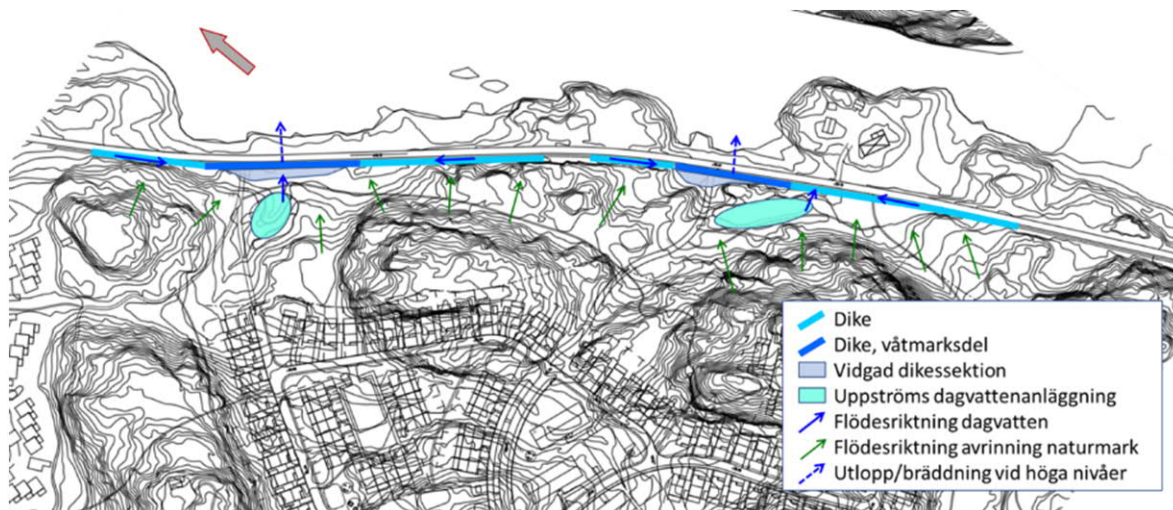 Dike
Dike, våtmarksdel
Vidgad dikessektion
Uppströms dagvattenanläggning
Flödesriktning dagvatten
Flödesriktning avrinning naturmark
Utlopp/bräddning vid höga nivåer